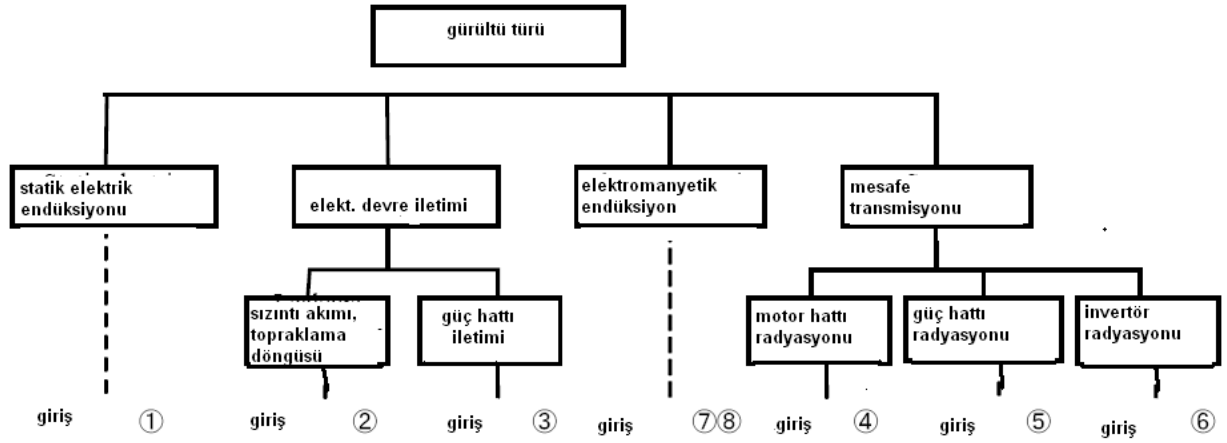 gürültü türü
statik elektrik
endüksiyonu
elekt. devre iletimi
elektromanyetik
endüksiyon
mesafe
transmisyonu
sızıntı akımı,
topraklama
döngüsü
güç hattı
iletimi
motor hattı
radyasyonu
güç hattı
radyasyonu
invertör
radyasyonu
giriş ①
giriş ②
giriş ③
giriş ⑦⑧
giriş ④
giriş ⑤
giriş ⑥